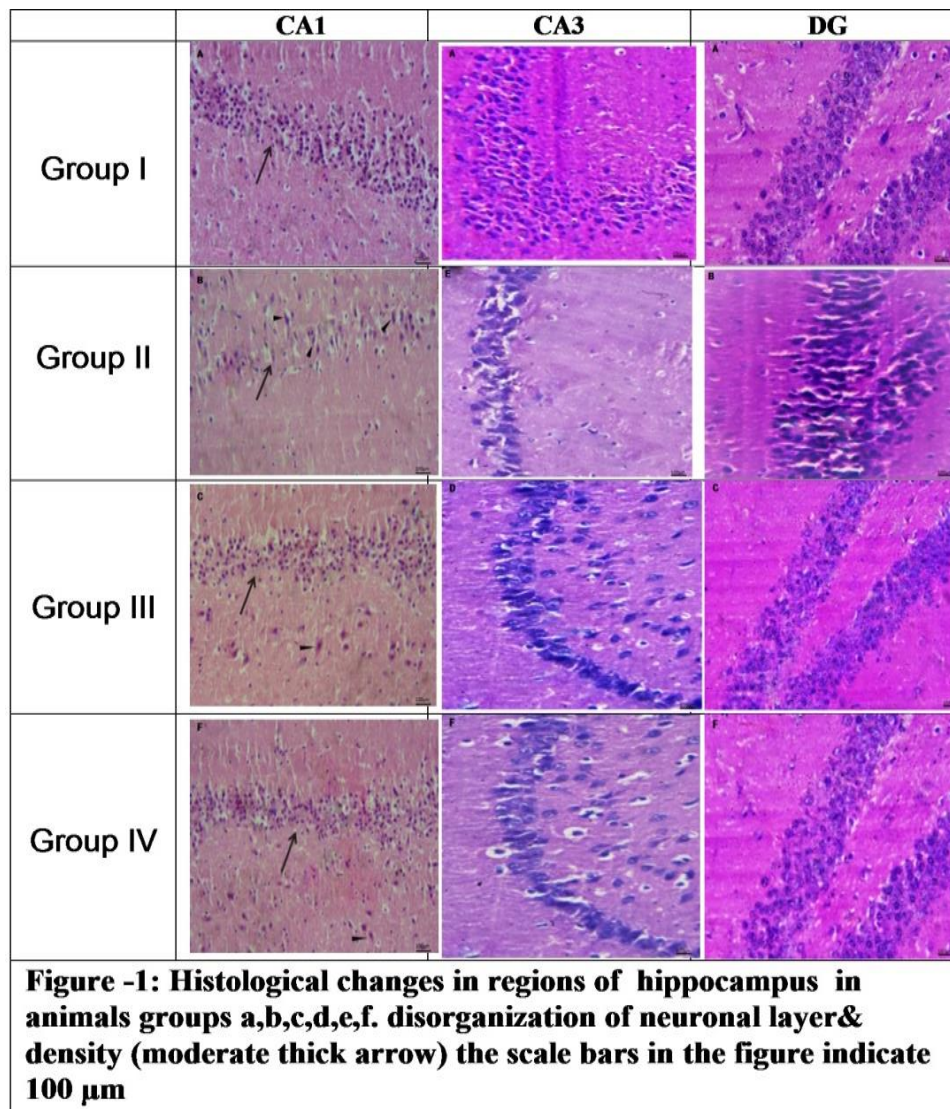 CA1 CA3 DG
Group I
A A A
Group II
B E B
Group III
C D C
Group IV
F F F
Figure -1: Histological changes in regions of hippocampus in
animals groups a,b,c,d,e,f. disorganization of neuronal layer&
density (moderate thick arrow) the scale bars in the figure indicate
100 µm